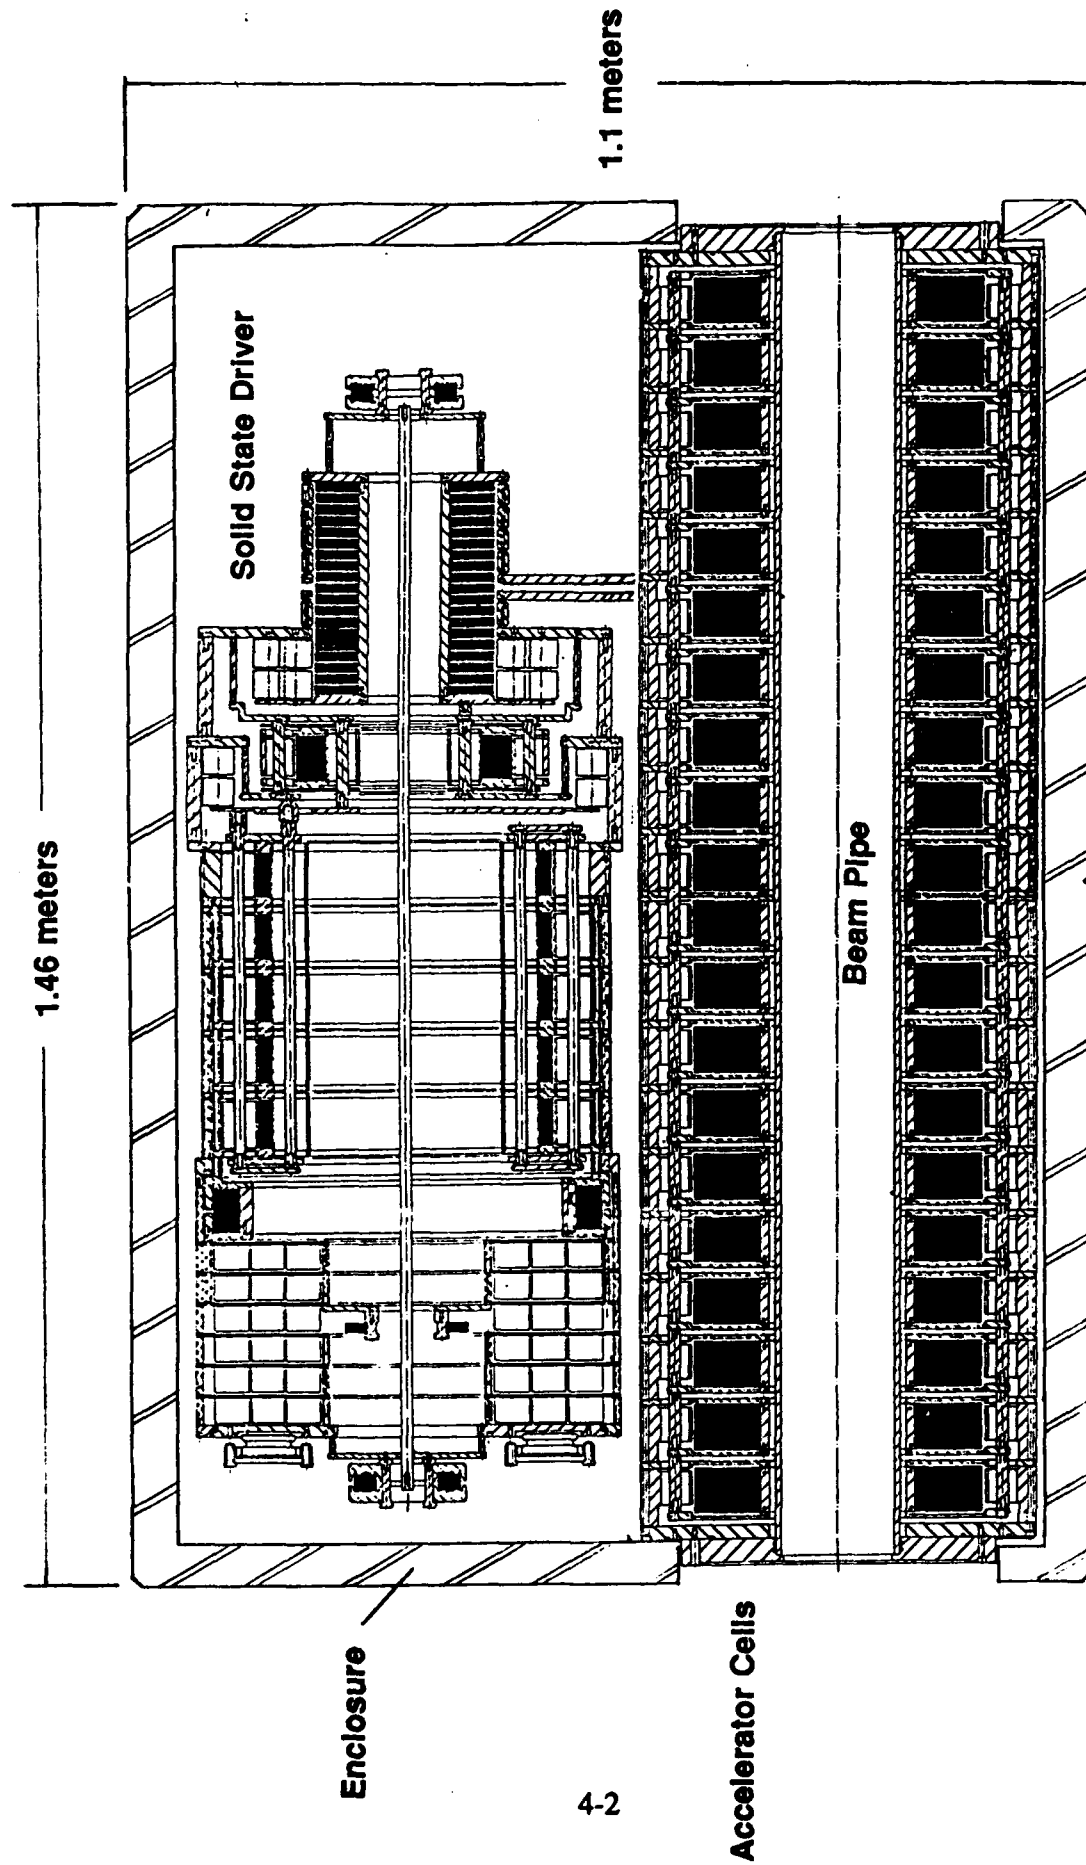 1.46 meters
1.1 meters
Solid State Driver
Beam Pipe
Enclosure
Accelerator Cells
4-2